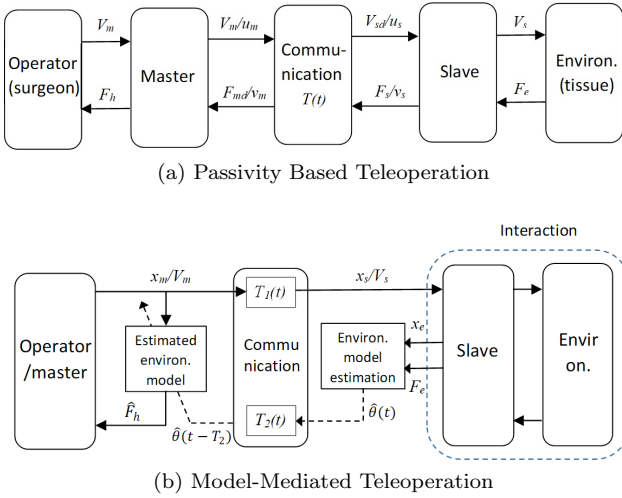 Operator
(surgeon)
V_m
F_h
Master
V_m/u_m
F_md/v_m
Commu-
nication
T(t)
V_sd/u_s
F_s/v_s
Slave
V_s
F_e
Environ.
(tissue)
(a) Passivity Based Teleoperation
Interaction
Operator
/master
x_m/V_m
Estimated
environ.
model
F̂_h
T_1(t)
Commu
nication
T_2(t)
θ̂(t − T_2)
x_s/V_s
Environ.
model
estimation
θ̂(t)
x_e
F_e
Slave
Envir
on.
(b) Model-Mediated Teleoperation